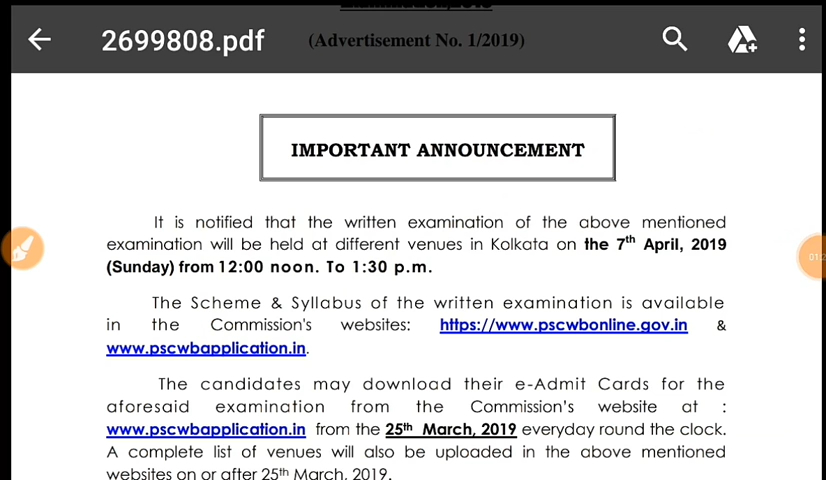 2699808.pdf
(Advertisement No. 1/2019)
IMPORTANT ANNOUNCEMENT
It is notified that the written examination of the above mentioned
examination will be held at different venues in Kolkata on the 7th April, 2019
(Sunday) from 12:00 noon. To 1:30 p.m.
The Scheme & Syllabus of the written examination is available
in the Commission's websites: https://www.pscwbonline.gov.in &
www.pscwbapplication.in.
The candidates may download their e-Admit Cards for the
aforesaid examination from the Commission's website at :
www.pscwbapplication.in from the 25th March, 2019 everyday round the clock.
A complete list of venues will also be uploaded in the above mentioned
websites on or after 25th March, 2019.